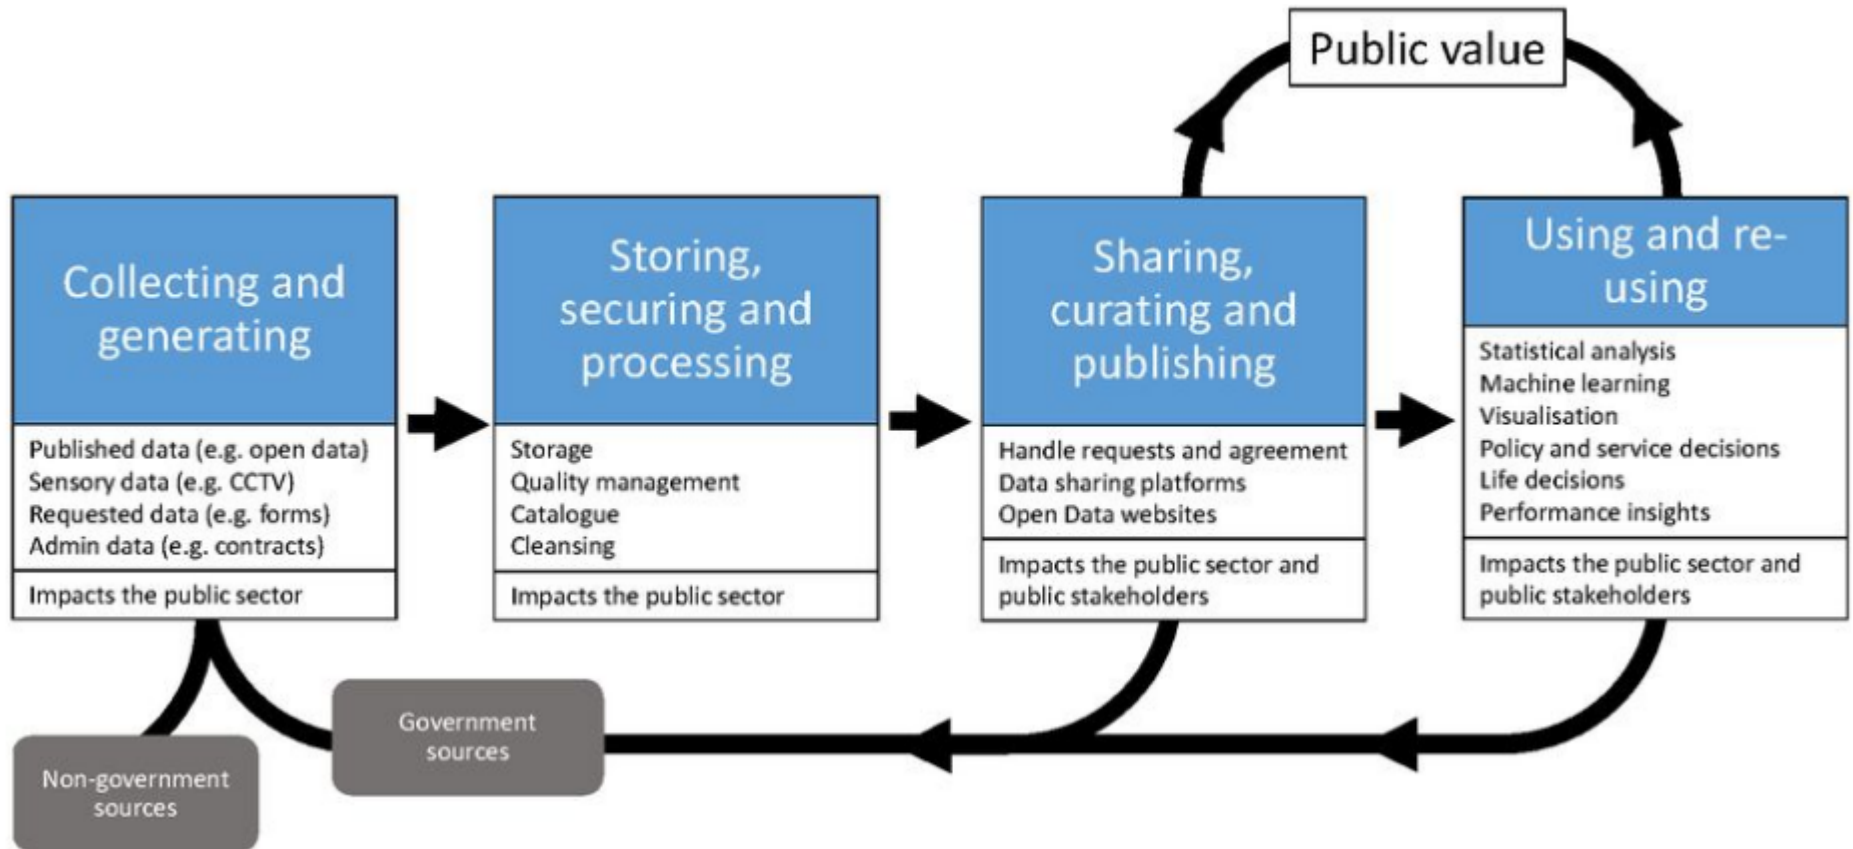 Public value
Collecting and
generating
Published data (e.g. open data)
Sensory data (e.g. CCTV)
Requested data (e.g. forms)
Admin data (e.g. contracts)
Impacts the public sector
Storing,
securing and
processing
Storage
Quality management
Catalogue
Cleansing
Impacts the public sector
Sharing,
curating and
publishing
Handle requests and agreement
Data sharing platforms
Open Data websites
Impacts the public sector and
public stakeholders
Using and re-
using
Statistical analysis
Machine learning
Visualisation
Policy and service decisions
Life decisions
Performance insights
Impacts the public sector and
public stakeholders
Government
sources
Non-government
sources